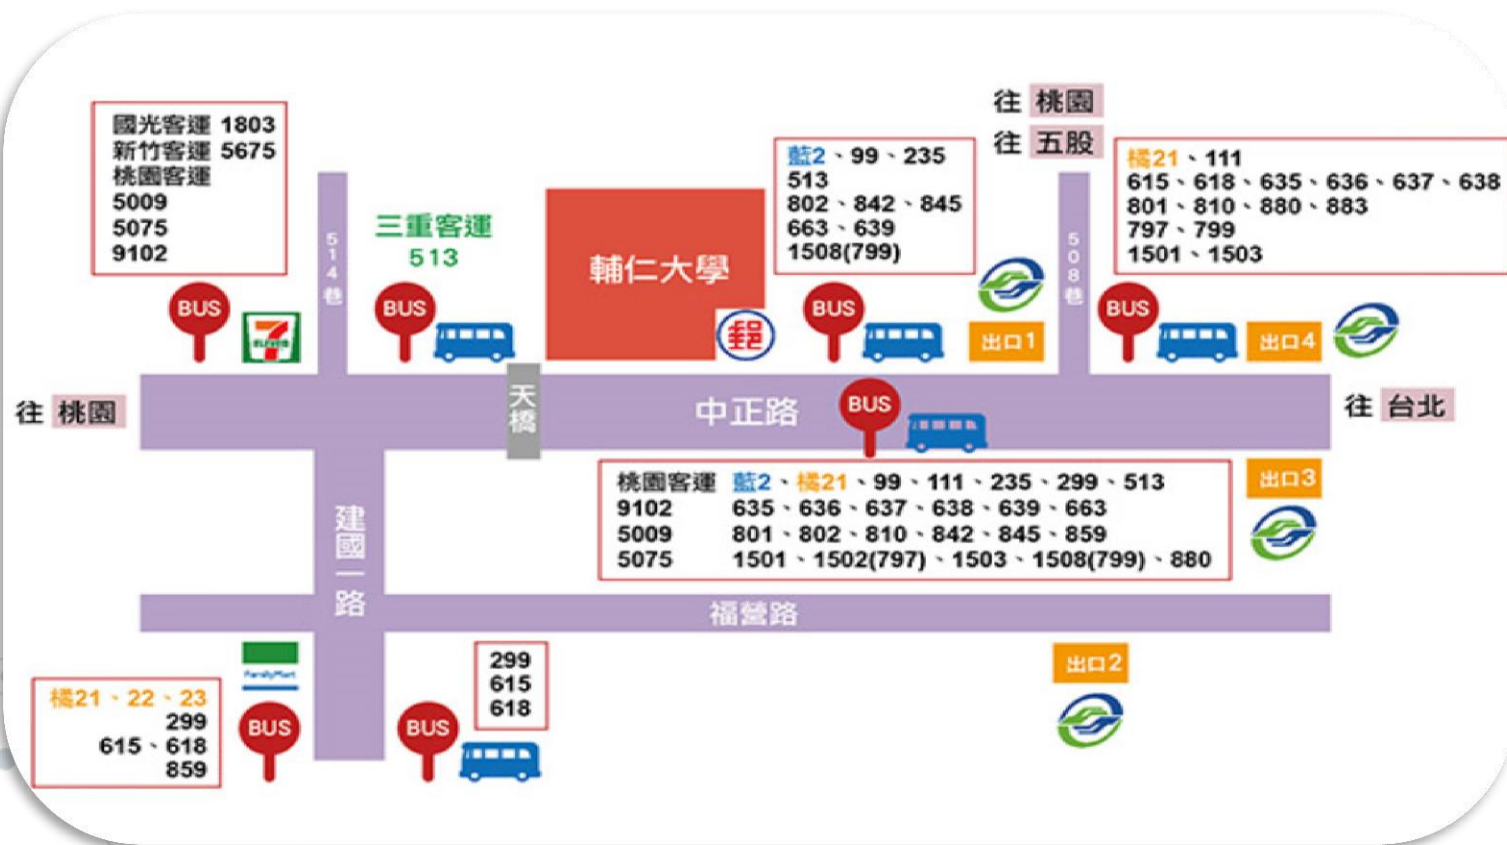 國光客運 1803
新竹客運 5675
桃園客運
5009
5075
9102
514巷
三重客運
513
輔仁大學
郵
藍2、99、235
513
802、842、845
663、639
1508(799)
往 桃園
往 五股
508巷
橘21、111
615、618、635、636、637、638
801、810、880、883
797、799
1501、1503
BUS
7
ELEVEN
BUS
BUS
出口1
BUS
出口4
往 桃園
天橋
中正路
BUS
往 台北
桃園客運 藍2、橘21、99、111、235、299、513
9102 635、636、637、638、639、663
5009 801、802、810、842、845、859
5075 1501、1502(797)、1503、1508(799)、880
出口3
建國一路
福營路
FamilyMart
橘21、22、23
299
615、618
859
BUS
299
615
618
BUS
出口2